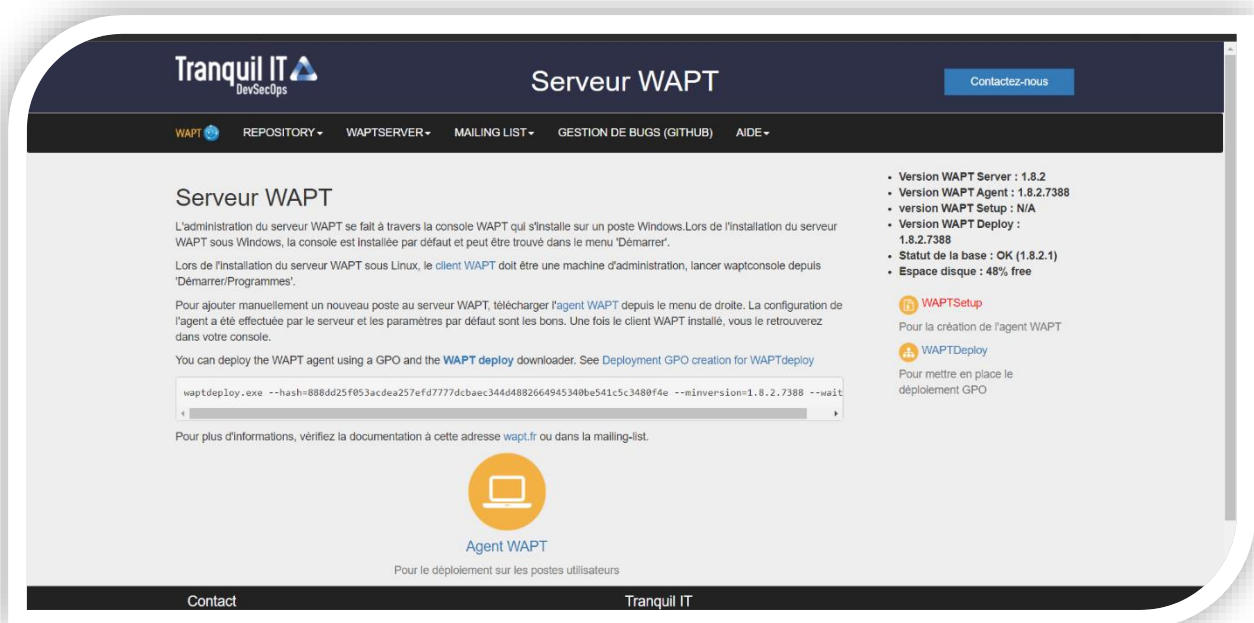 Tranquil IT
DevSecOps
Serveur WAPT
Contactez-nous
WAPT REPOSITORY WAPTSERVER MAILING LIST GESTION DE BUGS (GITHUB) AIDE
Serveur WAPT
L'administration du serveur WAPT se fait à travers la console WAPT qui s'installe sur un poste Windows.Lors de l'installation du serveur
WAPT sous Windows, la console est installée par défaut et peut être trouvé dans le menu 'Démarrer'.
Lors de l'installation du serveur WAPT sous Linux, le client WAPT doit être une machine d'administration, lancer waptconsole depuis
'Démarrer/Programmes'.
Pour ajouter manuellement un nouveau poste au serveur WAPT, télécharger l'agent WAPT depuis le menu de droite. La configuration de
l'agent a été effectuée par le serveur et les paramètres par défaut sont les bons. Une fois le client WAPT installé, vous le retrouverez
dans votre console.
You can deploy the WAPT agent using a GPO and the WAPT deploy downloader. See Deployment GPO creation for WAPTdeploy
waptdeploy.exe --hash=888dd25f053acdea257efd7777dcbaec344d4882664945340be541c5c3480f4e --minversion=1.8.2.7388 --wait
Pour plus d'informations, vérifiez la documentation à cette adresse wapt.fr ou dans la mailing-list.
Agent WAPT
Pour le déploiement sur les postes utilisateurs
Version WAPT Server : 1.8.2
Version WAPT Agent : 1.8.2.7388
version WAPT Setup : N/A
Version WAPT Deploy :
1.8.2.7388
Statut de la base : OK (1.8.2.1)
Espace disque : 48% free
WAPTSetup
Pour la création de l'agent WAPT
WAPTDeploy
Pour mettre en place le
déploiement GPO
Contact
Tranquil IT